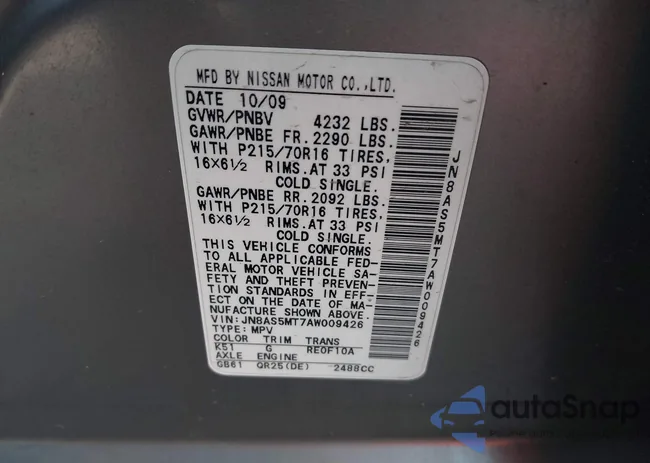 MFD BY NISSAN MOTOR CO.,LTD.
DATE 10/09
GVWR/PNBV 4232 LBS.
GAWR/PNBE FR. 2290 LBS.
WITH P215/70R16 TIRES,
16X6½ RIMS.AT 33 PSI
COLD SINGLE.
GAWR/PNBE RR. 2092 LBS.
WITH P215/70R16 TIRES,
16X6½ RIMS.AT 33 PSI
COLD SINGLE.
THIS VEHICLE CONFORMS
TO ALL APPLICABLE FED-
ERAL MOTOR VEHICLE SA-
FETY AND THEFT PREVEN-
TION STANDARDS IN EFF-
ECT ON THE DATE OF MA-
NUFACTURE SHOWN ABOVE.
VIN:JN8AS5MT7AW009426
TYPE: MPV
COLOR TRIM TRANS
K51 G RE0F10A
AXLE ENGINE
GB61 QR25(DE) 2488CC
JN8AS5MT7AW009426
autoSnap